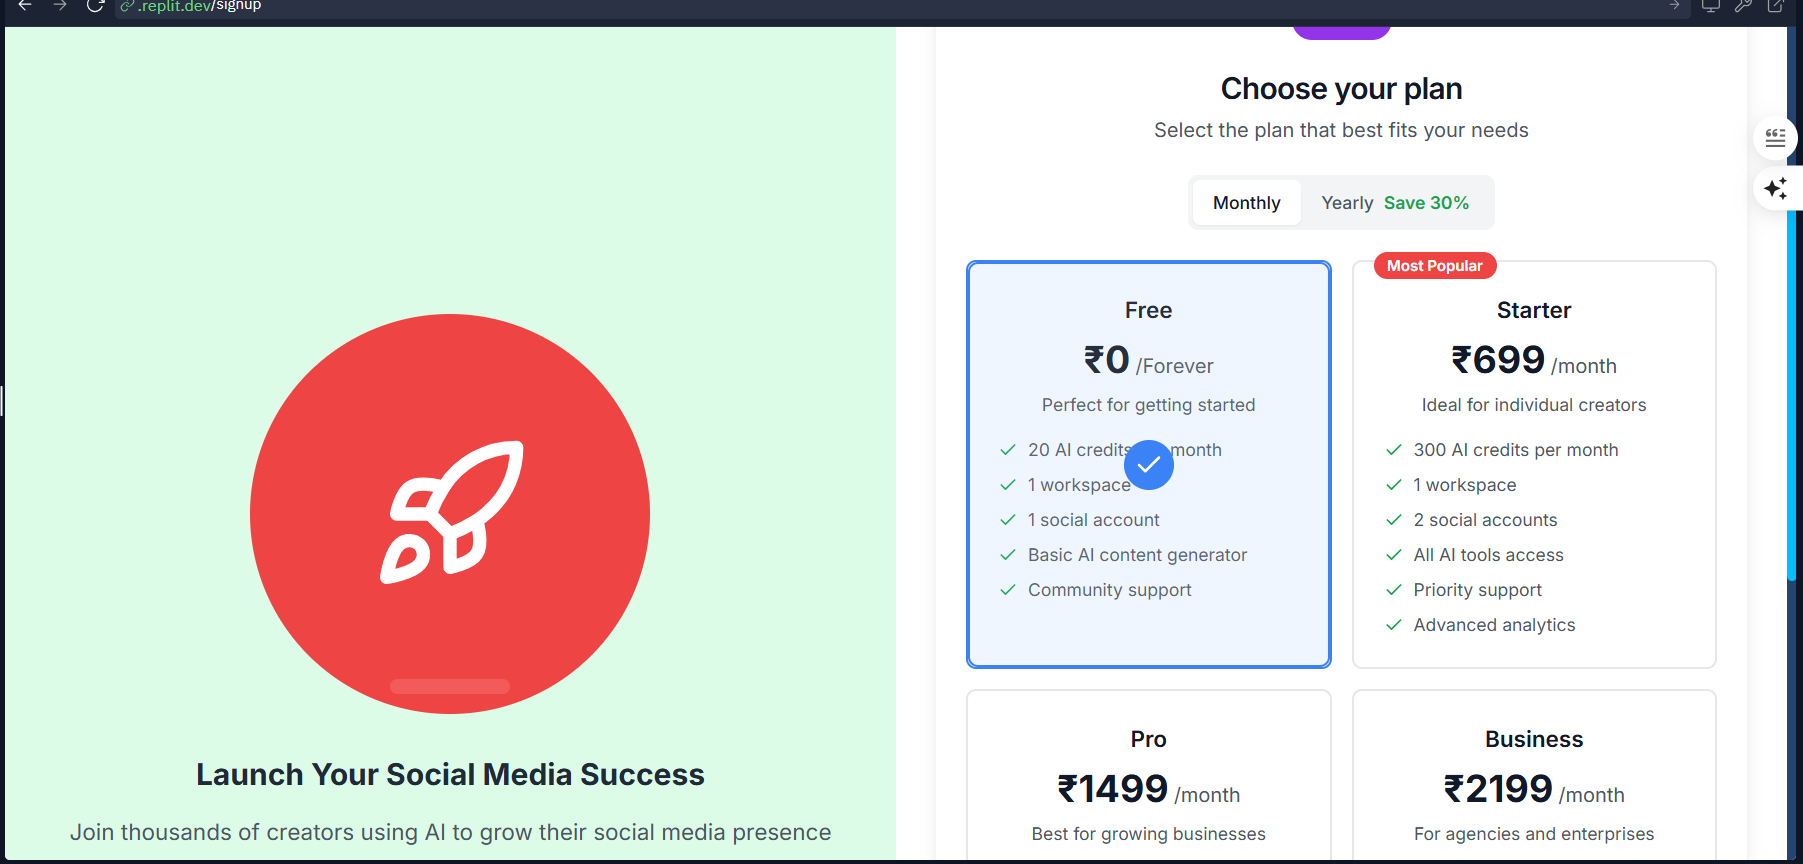 .replit.dev/signup
Launch Your Social Media Success
Join thousands of creators using AI to grow their social media presence
Choose your plan
Select the plan that best fits your needs
Monthly
Yearly Save 30%
Free
₹0 /Forever
Perfect for getting started
20 AI credits month
1 workspace
1 social account
Basic AI content generator
Community support
Most Popular
Starter
₹699 /month
Ideal for individual creators
300 AI credits per month
1 workspace
2 social accounts
All AI tools access
Priority support
Advanced analytics
Pro
₹1499 /month
Best for growing businesses
Business
₹2199 /month
For agencies and enterprises